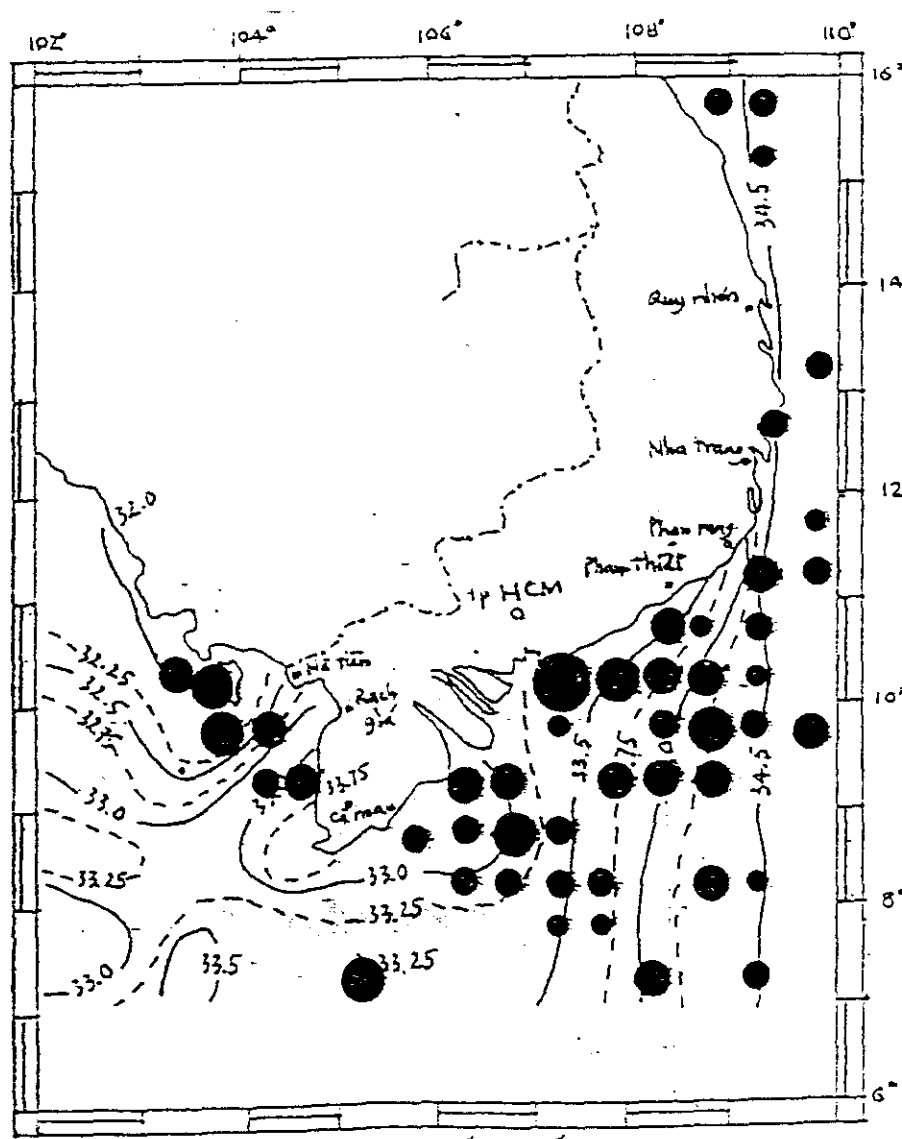 102° 104° 106° 108° 110°
16°
34.5
Quy nhơn
14
Nha Trang
32.0
12
Phan rang
Phan Thiết
Tp HCM
Hà Tiên
32.25
32.5
Rạch giá
10°
32.75
33.5
34.5
33.75
33.0
Cà mau
33.0
33.25
33.25
8°
33.0
33.5
33.25
6°